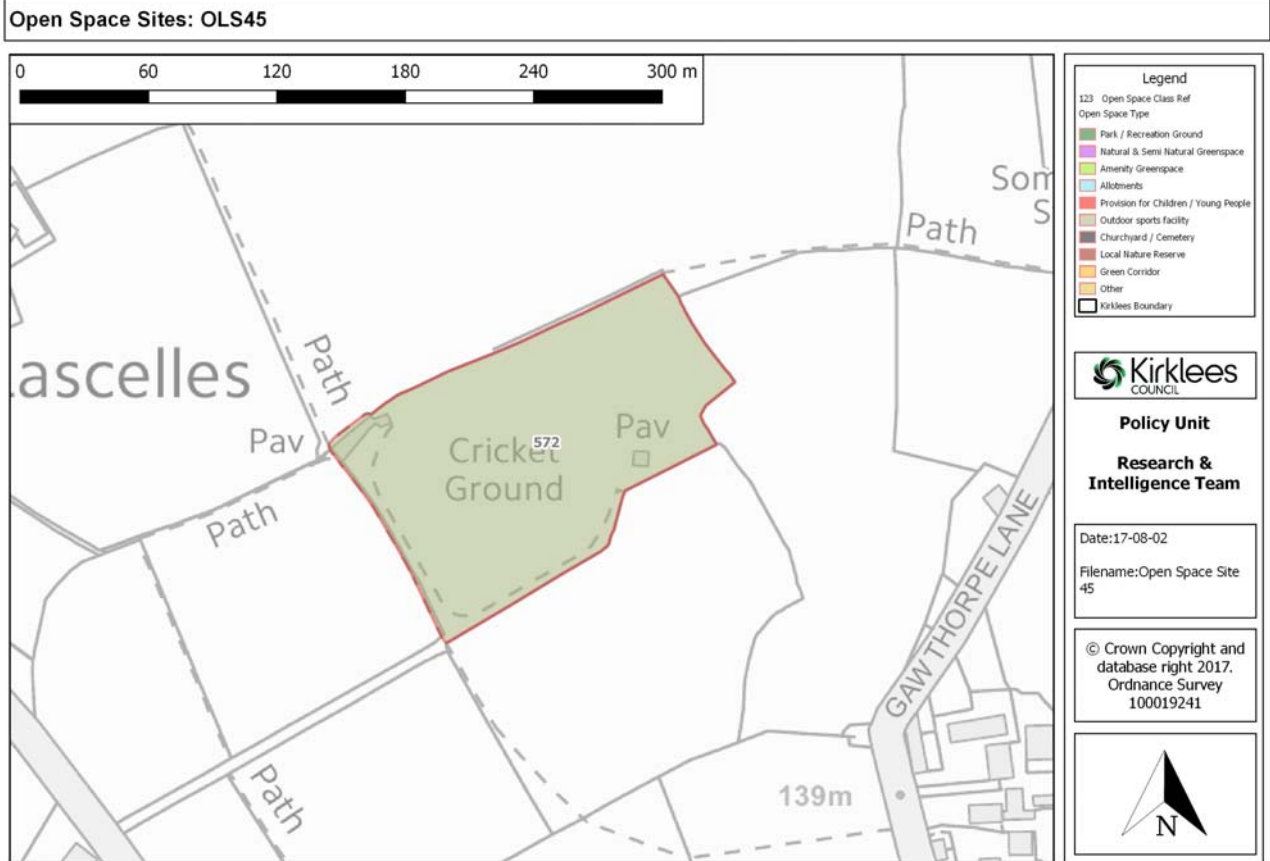 Open Space Sites: OLS45
0 60 120 180 240 300 m
Som
S
Path
Path
ascelles
Pav
Path
Cricket
Ground
572
Pav
GAWTHORPE LANE
Path
139m
Legend
123 Open Space Class Ref
Open Space Type
Park / Recreation Ground
Natural & Semi Natural Greenspace
Amenity Greenspace
Allotments
Provision for Children / Young People
Outdoor sports facility
Churchyard / Cemetery
Local Nature Reserve
Green Corridor
Other
Kirklees Boundary
Kirklees
COUNCIL
Policy Unit
Research &
Intelligence Team
Date:17-08-02
Filename:Open Space Site
45
© Crown Copyright and
database right 2017.
Ordnance Survey
100019241
N